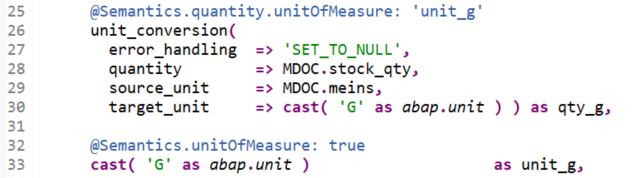 25 @Semantics.quantity.unitOfMeasure: 'unit_g'
26 unit_conversion(
27 error_handling => 'SET_TO_NULL',
28 quantity => MDOC.stock_qty,
29 source_unit => MDOC.meins,
30 target_unit => cast( 'G' as abap.unit ) ) as qty_g,
31
32 @Semantics.unitOfMeasure: true
33 cast( 'G' as abap.unit ) as unit_g,